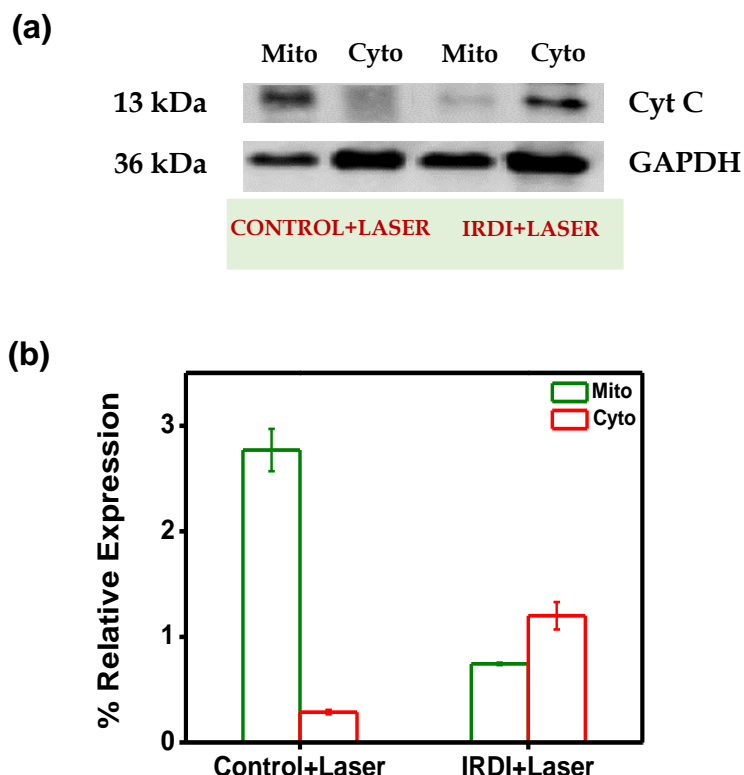 (a)
Mito Cyto Mito Cyto
13 kDa Cyt C
36 kDa GAPDH
CONTROL+LASER IRDI+LASER
(b)
% Relative Expression
3
2
1
0
Mito
Cyto
Control+Laser IRDI+Laser